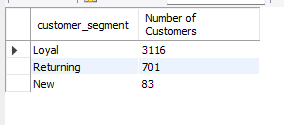 customer_segment Number of
Customers
Loyal 3116
Returning 701
New 83